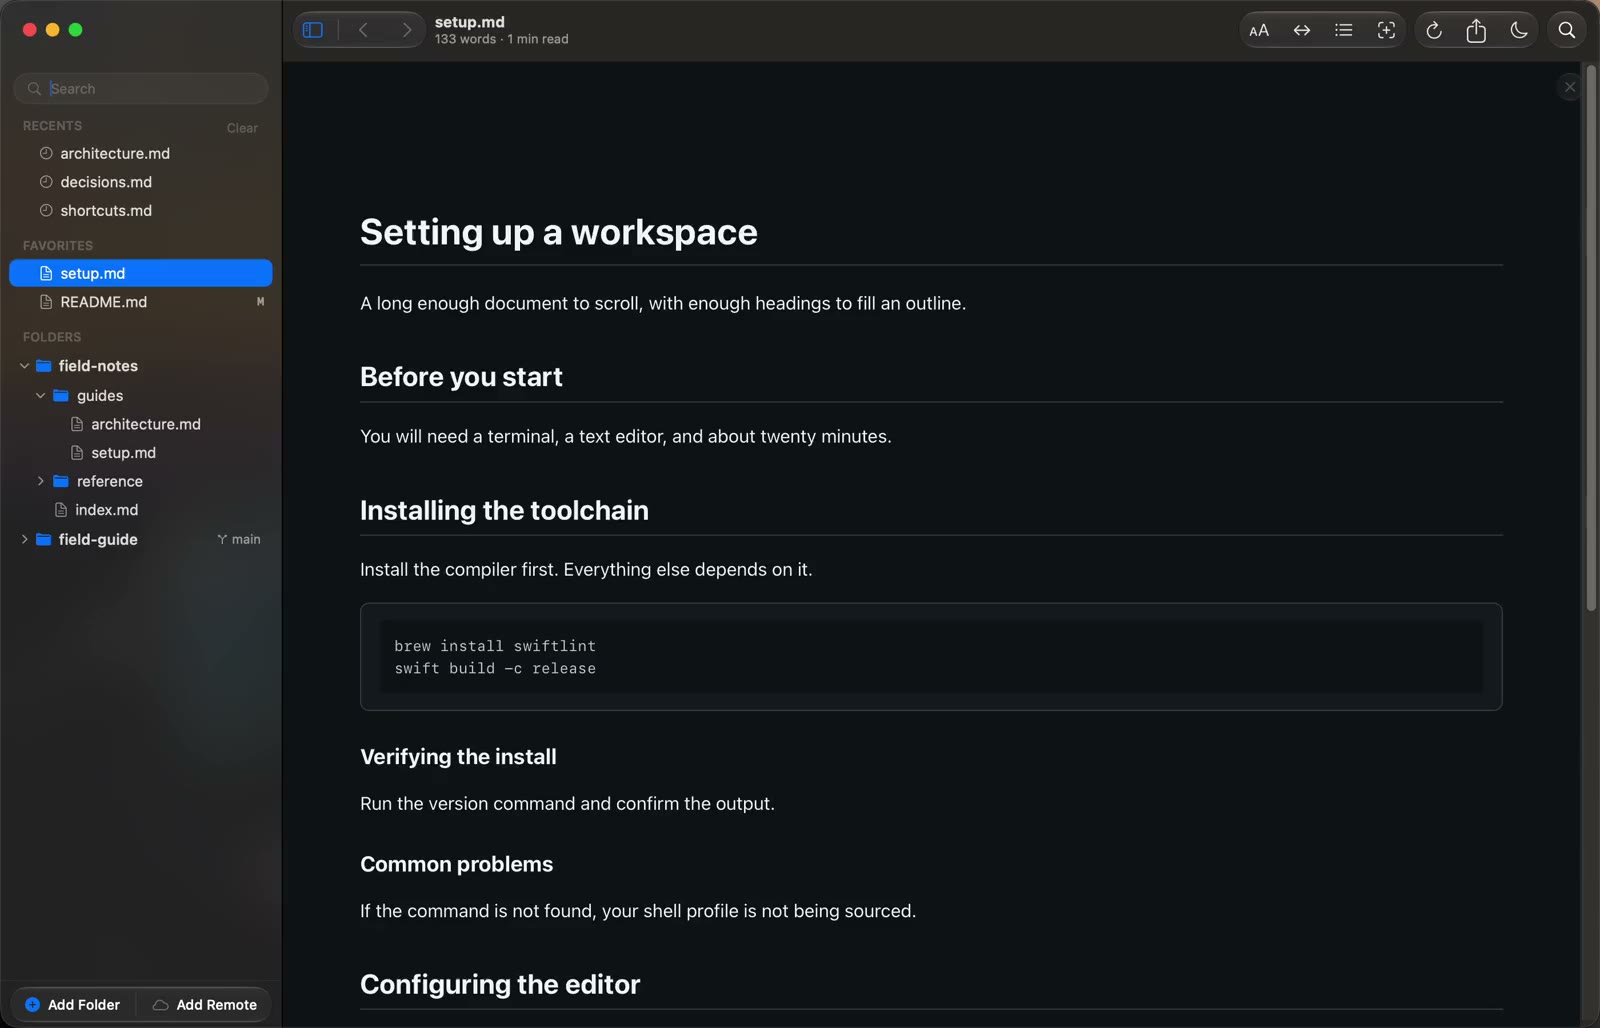 setup.md
133 words · 1 min read
AA
Search
RECENTS
Clear
architecture.md
decisions.md
shortcuts.md
FAVORITES
setup.md
README.md M
FOLDERS
field-notes
guides
architecture.md
setup.md
reference
index.md
field-guide main
Add Folder
Add Remote
Setting up a workspace
A long enough document to scroll, with enough headings to fill an outline.
Before you start
You will need a terminal, a text editor, and about twenty minutes.
Installing the toolchain
Install the compiler first. Everything else depends on it.
brew install swiftlint
swift build -c release
Verifying the install
Run the version command and confirm the output.
Common problems
If the command is not found, your shell profile is not being sourced.
Configuring the editor